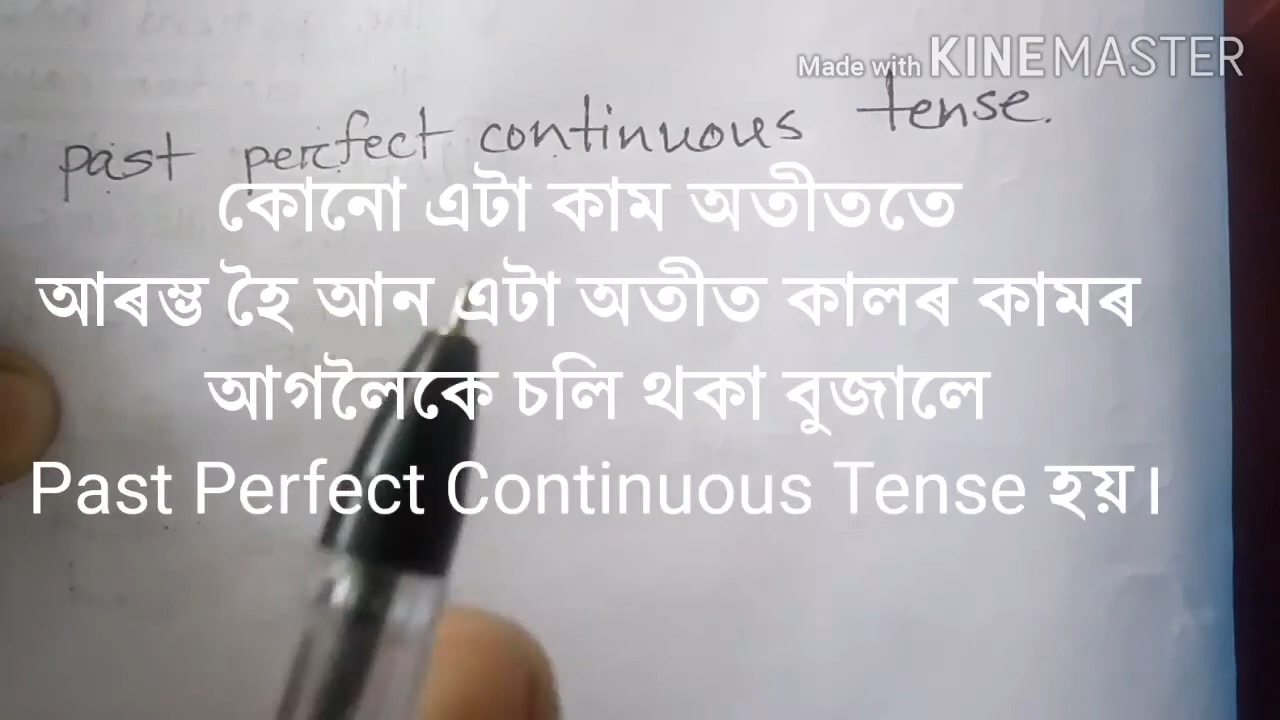 Made with KINEMASTER
past perfect continuous tense.
কোনো এটা কাম অতীততে
আৰম্ভ হৈ আন এটা অতীত কালৰ কামৰ
আগলৈকে চলি থকা বুজালে
Past Perfect Continuous Tense হয়।